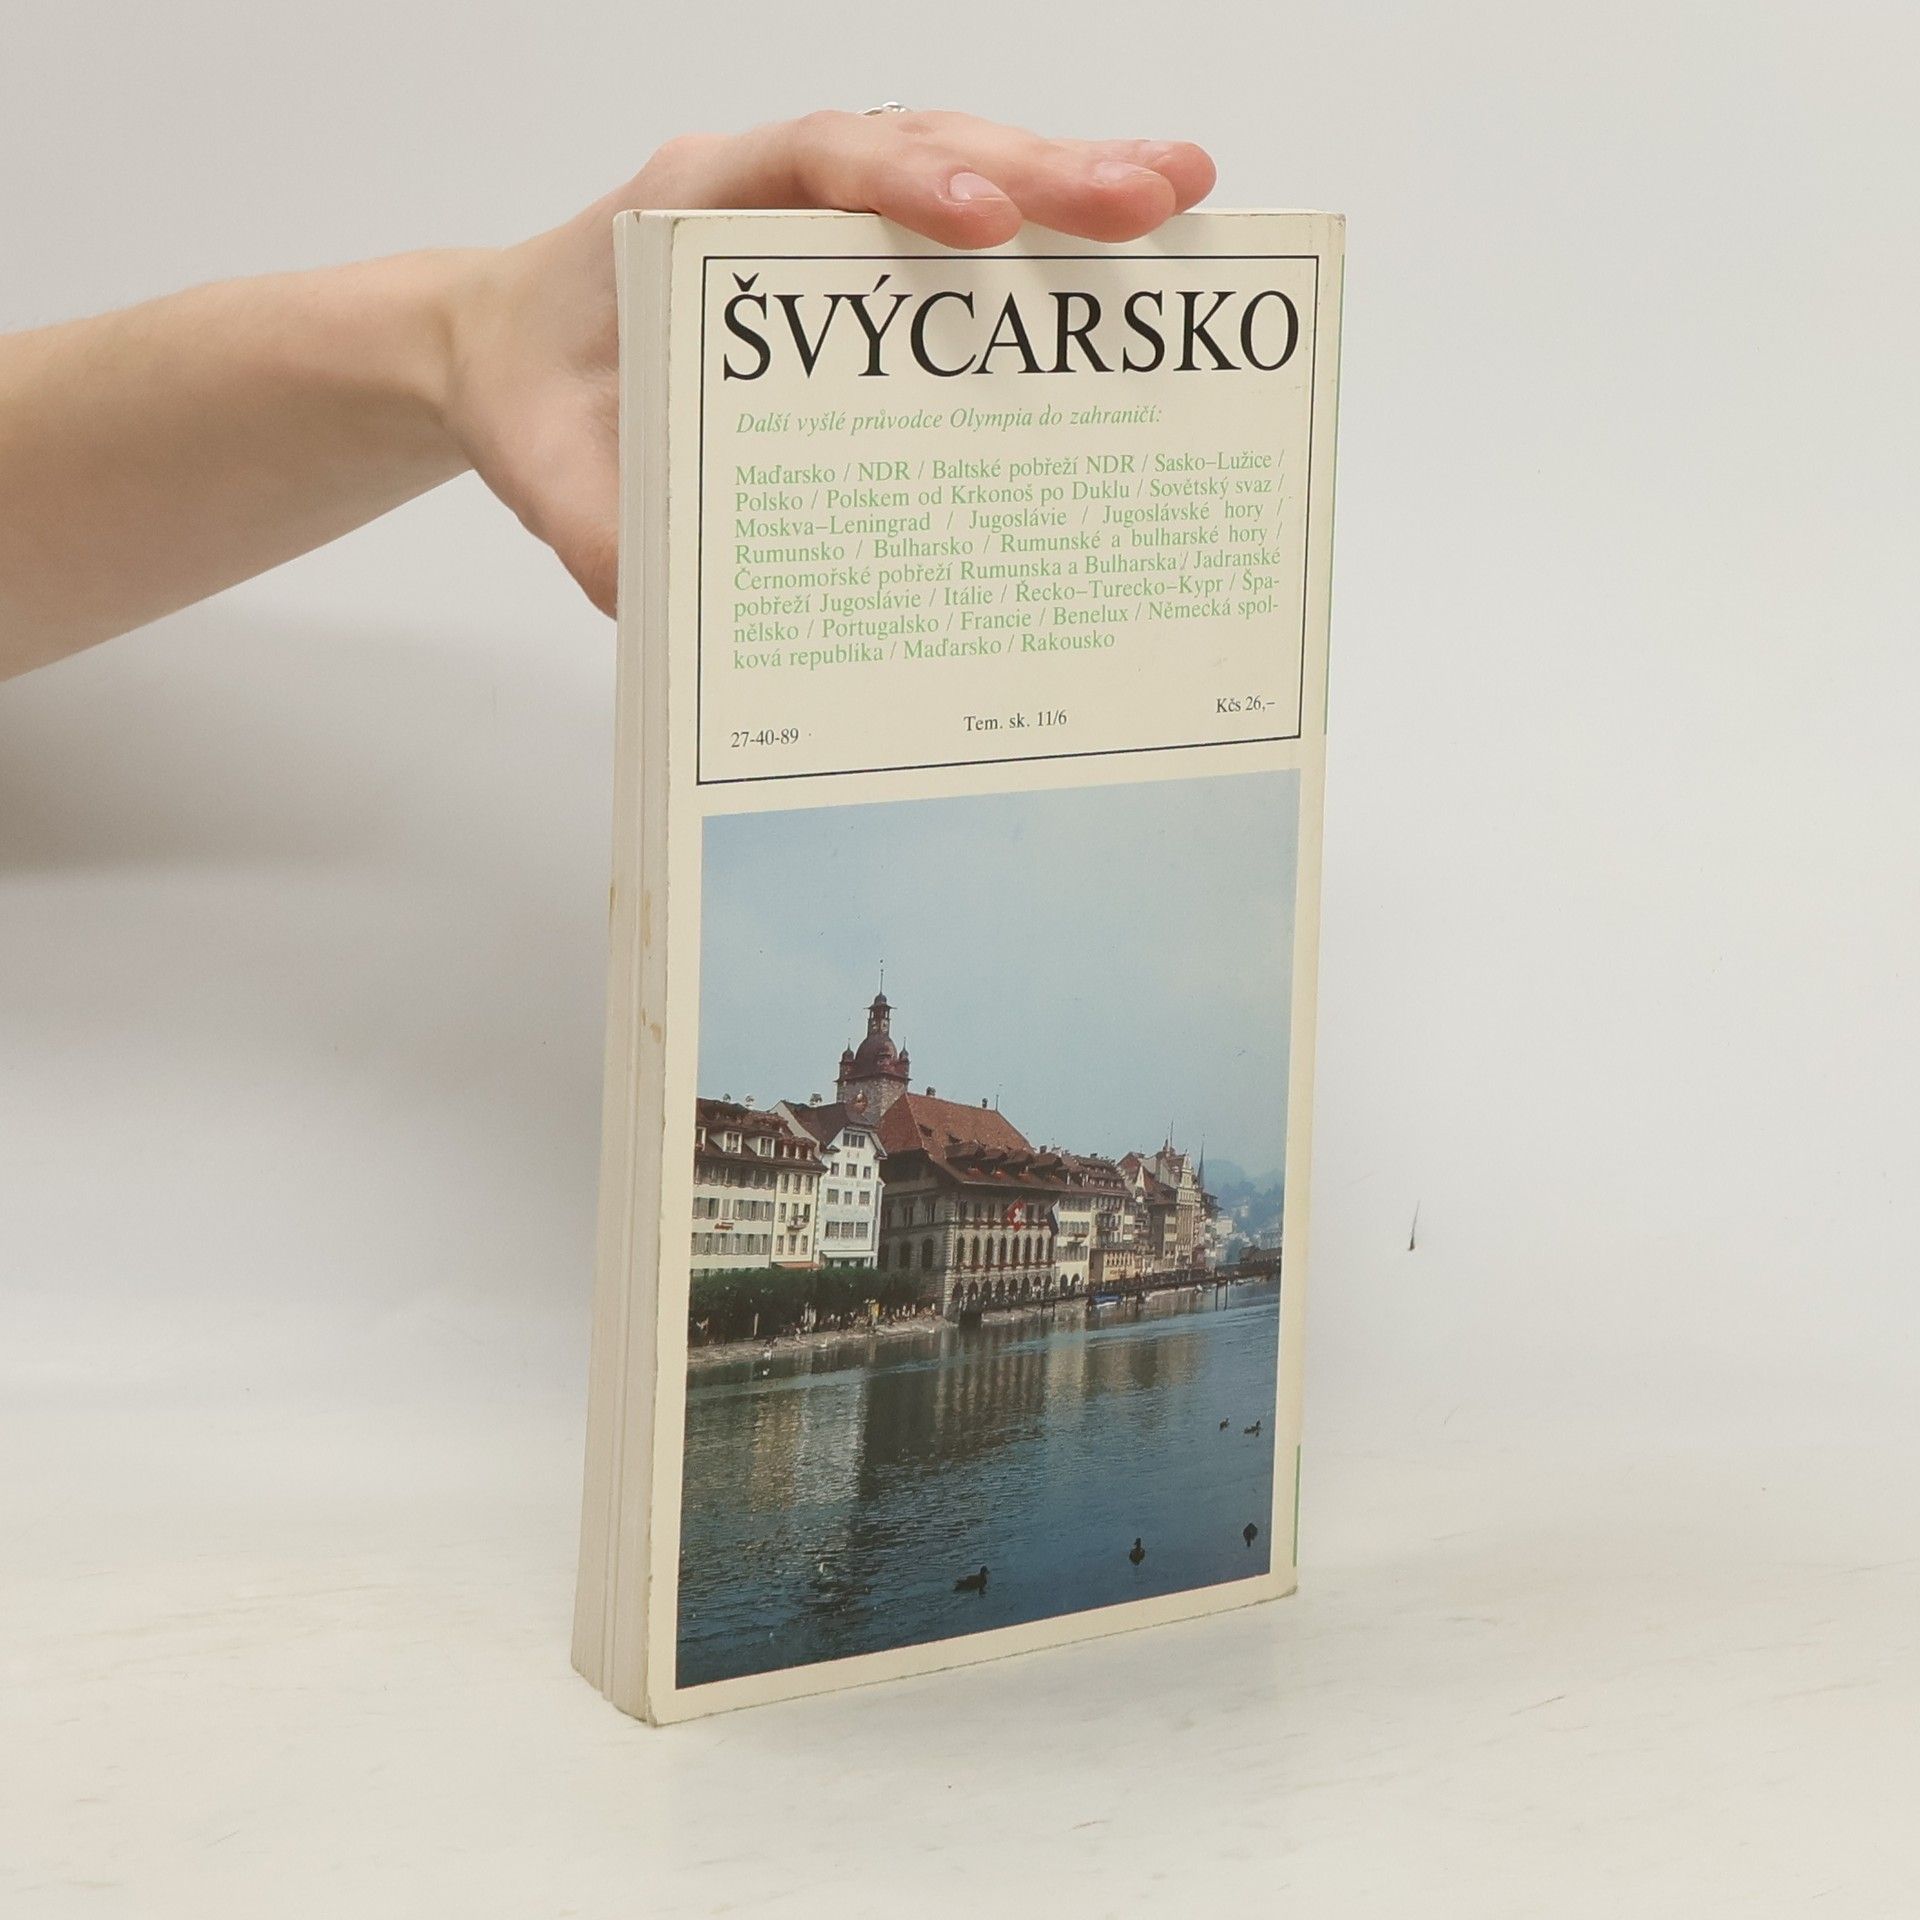 ŠVÝCARSKO
Další vyšlé průvodce Olympia do zahraničí:
Maďarsko / NDR / Baltské pobřeží NDR / Sasko–Lužice /
Polsko / Polskem od Krkonoš po Duklu / Sovětský svaz /
Moskva–Leningrad / Jugoslávie / Jugoslávské hory /
Rumunsko / Bulharsko / Rumunské a bulharské hory /
Černomořské pobřeží Rumunska a Bulharska / Jadranské
pobřeží Jugoslávie / Itálie / Řecko–Turecko–Kypr / Špa-
nělsko / Portugalsko / Francie / Benelux / Německá spol-
ková republika / Maďarsko / Rakousko
27-40-89 Tem. sk. 11/6 Kčs 26,–